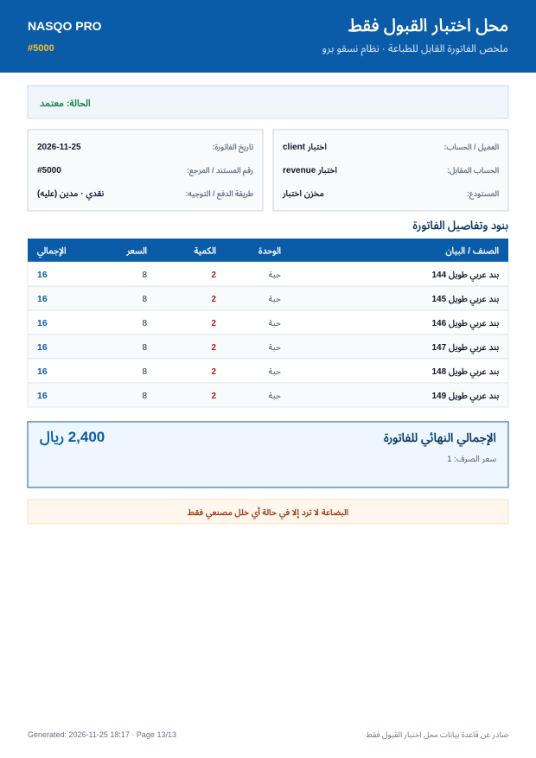 محل اختبار القبول فقط
NASQO PRO
ملخص الفاتورة القابل للطباعة · نظام نسقو برو
#5000
الحالة: معتمد
العميل / الحساب: اختبار client
الحساب المقابل: اختبار revenue
المستودع: مخزن اختبار
تاريخ الفاتورة: 2026-11-25
رقم المستند / المرجع: #5000
طريقة الدفع / التوجيه: نقدي · مدين (عليه)
بنود وتفاصيل الفاتورة
الصنف / البيان الوحدة الكمية السعر الإجمالي
بند عربي طويل 144 حبة 2 8 16
بند عربي طويل 145 حبة 2 8 16
بند عربي طويل 146 حبة 2 8 16
بند عربي طويل 147 حبة 2 8 16
بند عربي طويل 148 حبة 2 8 16
بند عربي طويل 149 حبة 2 8 16
الإجمالي النهائي للفاتورة 2,400 ريال
سعر الصرف: 1
البضاعة لا ترد إلا في حالة أي خلل مصنعي فقط
صادر عن قاعدة بيانات محل اختبار القبول فقط
Generated: 2026-11-25 18:17 · Page 13/13